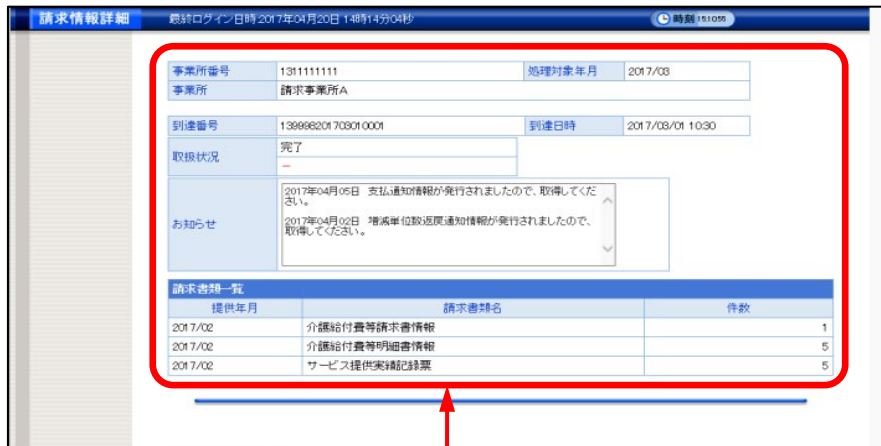 請求情報詳細 最終ログイン日時:2017年04月20日 14時14分04秒 時刻 15:10:55
事業所番号 1311111111 処理対象年月 2017/03
事業所 請求事業所A
到達番号 139998201703010001 到達日時 2017/03/01 10:30
取扱状況 完了
－
お知らせ
2017年04月05日 支払通知情報が発行されましたので、取得してくだ
さい。
2017年04月02日 増減単位数返戻通知情報が発行されましたので、
取得してください。
請求書類一覧
提供年月 請求書類名 件数
2017/02 介護給付費等請求書情報 1
2017/02 介護給付費等明細書情報 5
2017/02 サービス提供実績記録票 5